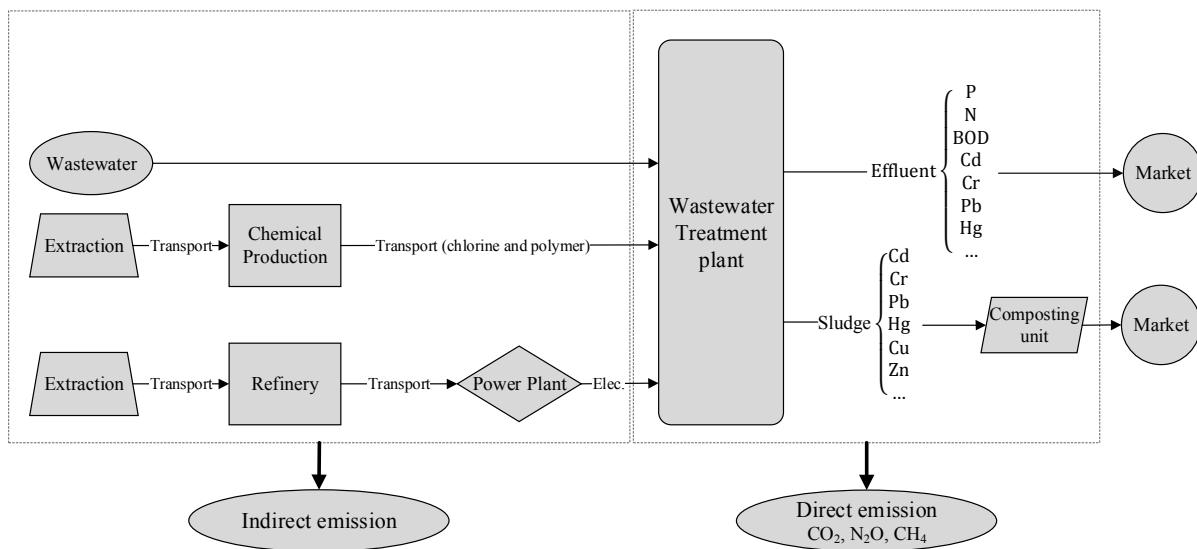 Wastewater
Extraction
Transport
Chemical
Production
Transport (chlorine and polymer)
Extraction
Transport
Refinery
Transport
Power Plant
Elec.
Wastewater
Treatment
plant
Effluent
P
N
BOD
Cd
Cr
Pb
Hg
...
Market
Sludge
Cd
Cr
Pb
Hg
Cu
Zn
...
Composting
unit
Market
Indirect emission
Direct emission
CO₂, N₂O, CH₄